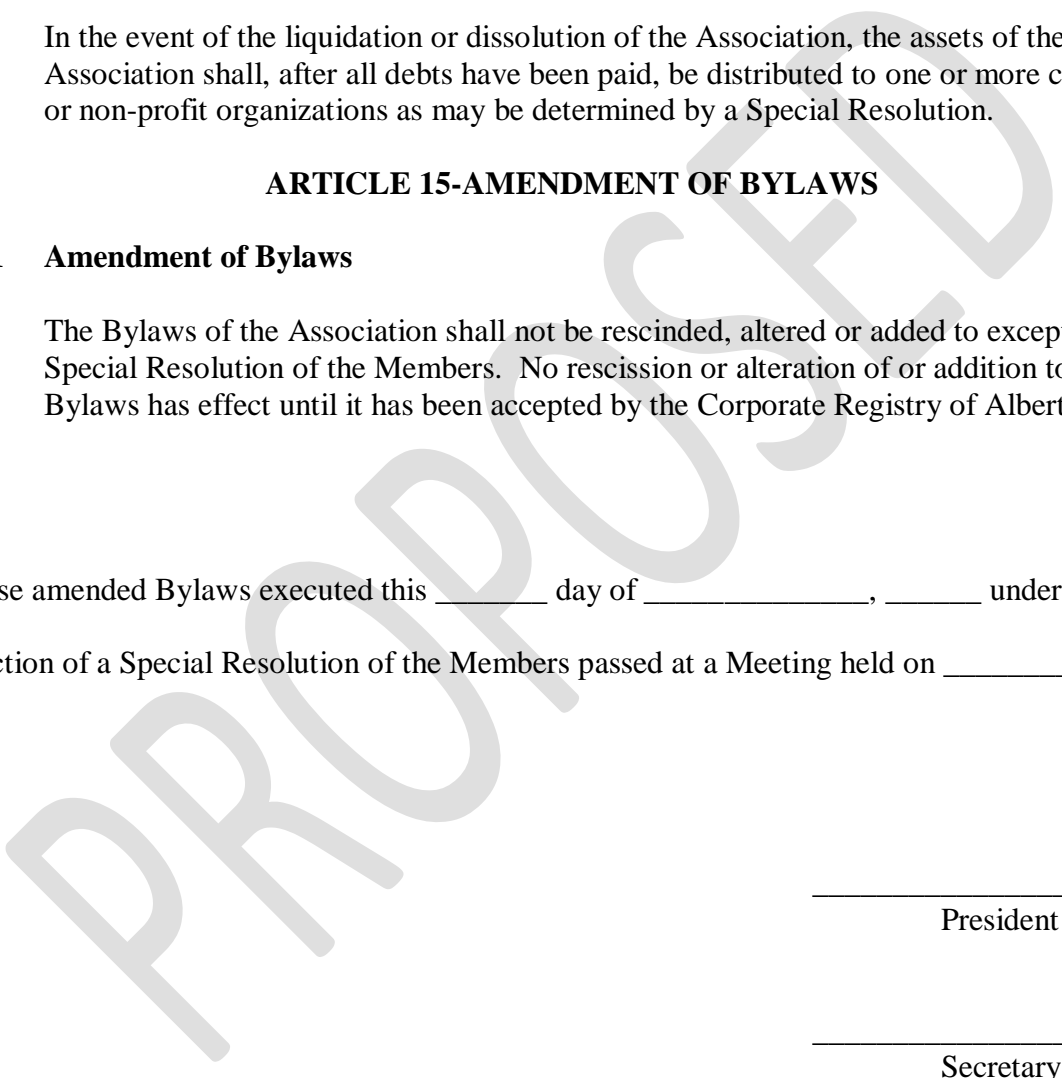 In the event of the liquidation or dissolution of the Association, the assets of the
Association shall, after all debts have been paid, be distributed to one or more c
or non-profit organizations as may be determined by a Special Resolution.
ARTICLE 15-AMENDMENT OF BYLAWS
Amendment of Bylaws
The Bylaws of the Association shall not be rescinded, altered or added to excep
Special Resolution of the Members. No rescission or alteration of or addition to
Bylaws has effect until it has been accepted by the Corporate Registry of Albert
se amended Bylaws executed this _______ day of ______________, ______ under
ction of a Special Resolution of the Members passed at a Meeting held on ________
President
Secretary
PROPOSED